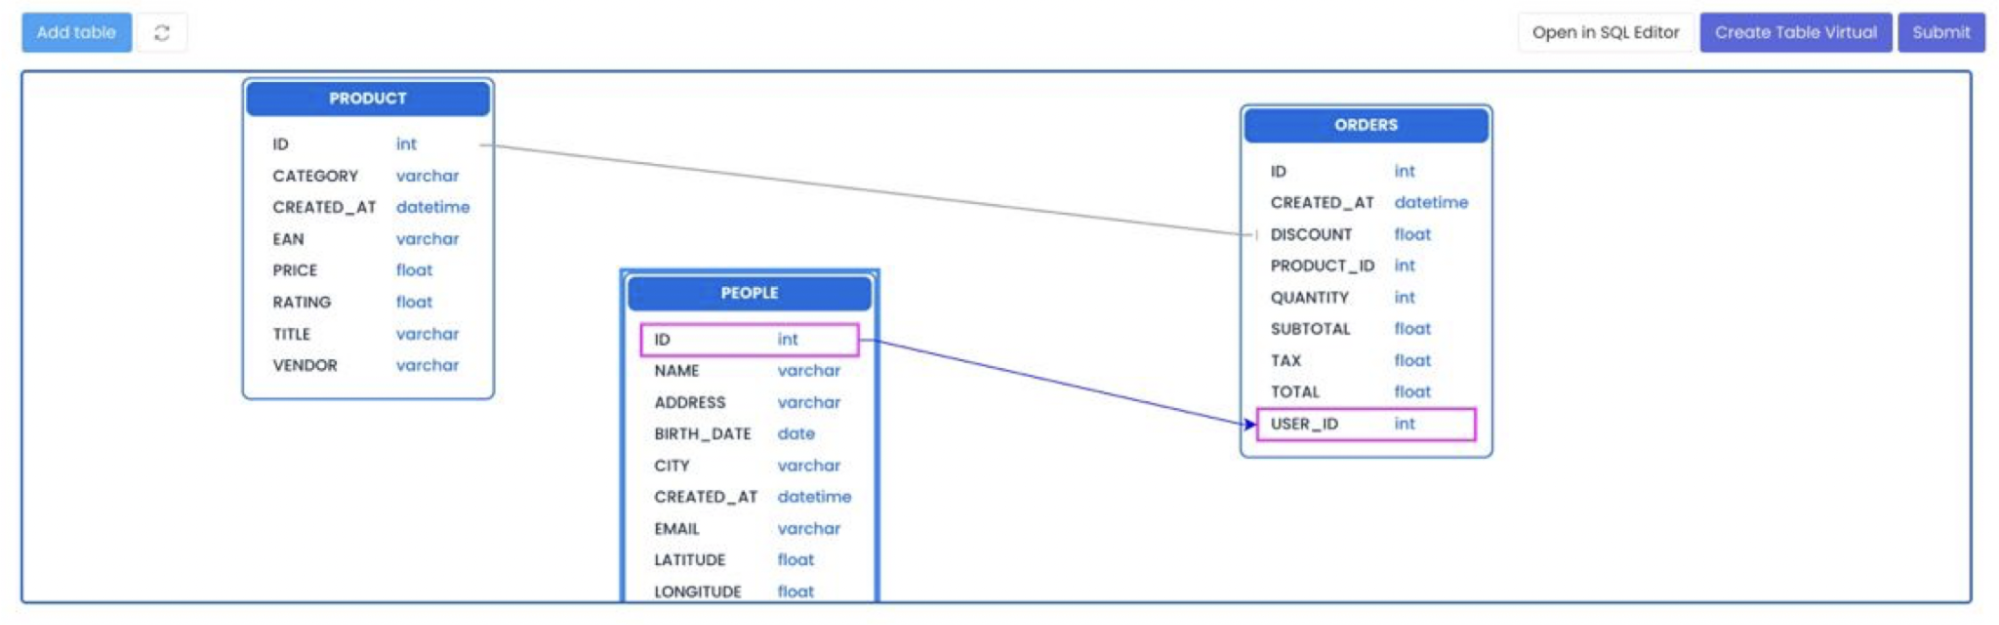 Add table
Open in SQL Editor
Create Table Virtual
Submit
PRODUCT
ID int
CATEGORY varchar
CREATED_AT datetime
EAN varchar
PRICE float
RATING float
TITLE varchar
VENDOR varchar
PEOPLE
ID int
NAME varchar
ADDRESS varchar
BIRTH_DATE date
CITY varchar
CREATED_AT datetime
EMAIL varchar
LATITUDE float
LONGITUDE float
ORDERS
ID int
CREATED_AT datetime
DISCOUNT float
PRODUCT_ID int
QUANTITY int
SUBTOTAL float
TAX float
TOTAL float
USER_ID int